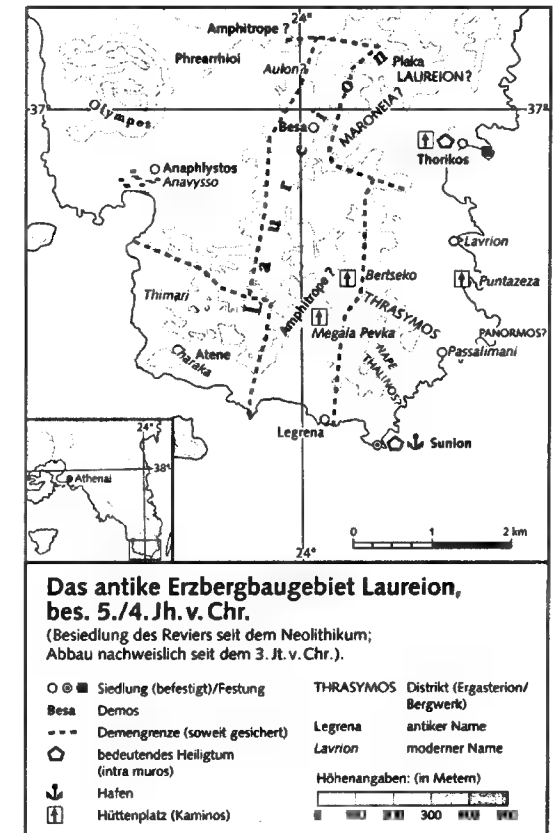 24°
Amphitrope ?
Phrearrhioi
Aulon?
Plaka
LAUREION?
37°
37°
Olympos
Laureion
MARONEIA?
Besa
Thorikos
Anaphlystos
Anavysso
Lavrion
Bertseko
Puntazeza
Thimari
Amphitrope ?
THRASYMOS
Megala Pevka
PANORMOS?
Atene
Charaka
NAPE
THALINOS?
Passalimani
Legrena
Sunion
24°
38°
Athenai
0 1 2 km
24°
Das antike Erzbergbaugebiet Laureion,
bes. 5./4. Jh. v. Chr.
(Besiedlung des Reviers seit dem Neolithikum;
Abbau nachweislich seit dem 3. Jt. v. Chr.).
Siedlung (befestigt)/Festung
Besa Demos
Demengrenze (soweit gesichert)
bedeutendes Heiligtum
(intra muros)
Hafen
Hüttenplatz (Kaminos)
THRASYMOS Distrikt (Ergasterion/
Bergwerk)
Legrena antiker Name
Lavrion moderner Name
Höhenangaben: (in Metern)
300